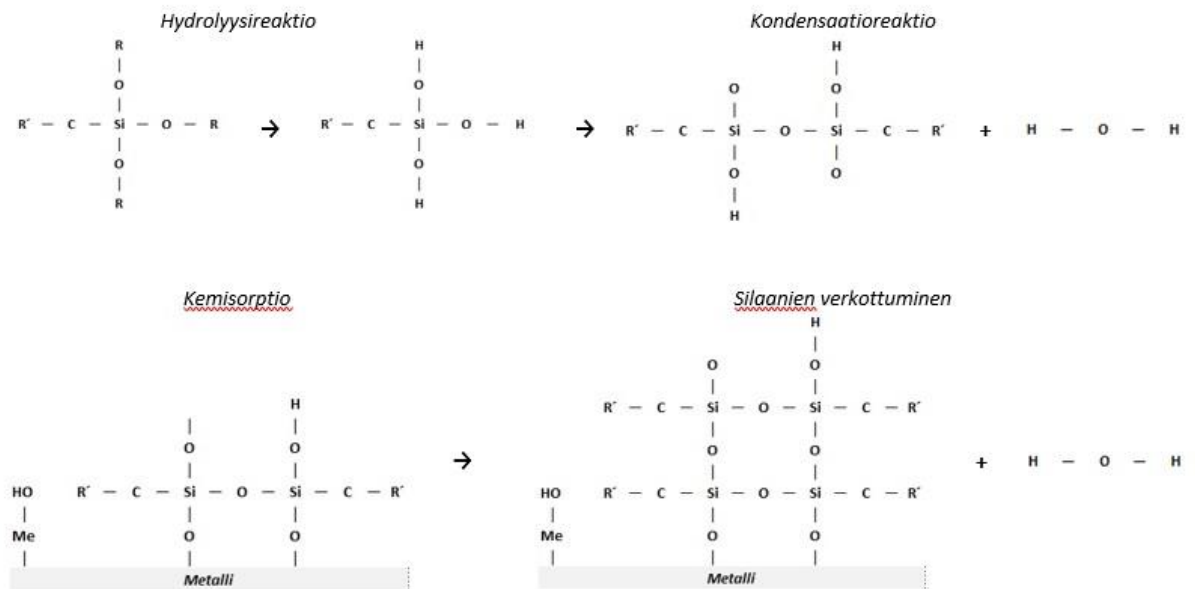 Hydrolyysireaktio
Kondensaatioreaktio
R H H
| | |
O O O O
| | | |
R´ — C — Si — O — R → R´ — C — Si — O — H → R´ — C — Si — O — Si — C — R´ + H — O — H
| | | |
O O O O
| | |
R H H
Kemisorptio
Silaanien verkottuminen
H
|
O O
| |
R´ — C — Si — O — Si — C — R´
H | |
| | O O
O O | |
| | → + H — O — H
HO R´ — C — Si — O — Si — C — R´ HO R´ — C — Si — O — Si — C — R´
| | | | | |
Me O O Me O O
| | | | | |
Metalli Metalli